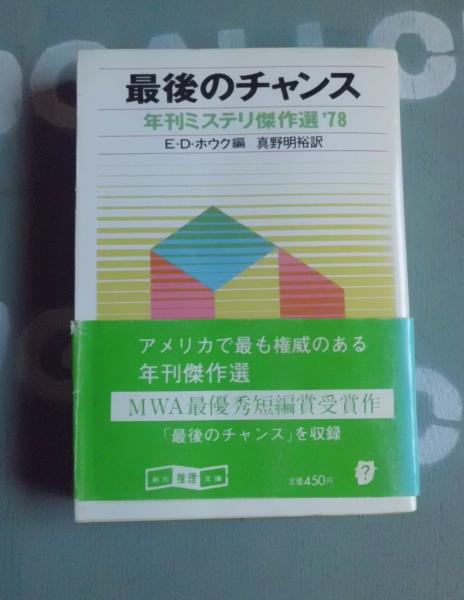 最後のチャンス
年刊ミステリ傑作選'78
E・D・ホウク編 真野明裕訳
アメリカで最も権威のある
年刊傑作選
MWA最優秀短編賞受賞作
「最後のチャンス」を収録
創元 推理 文庫
?
定価450円